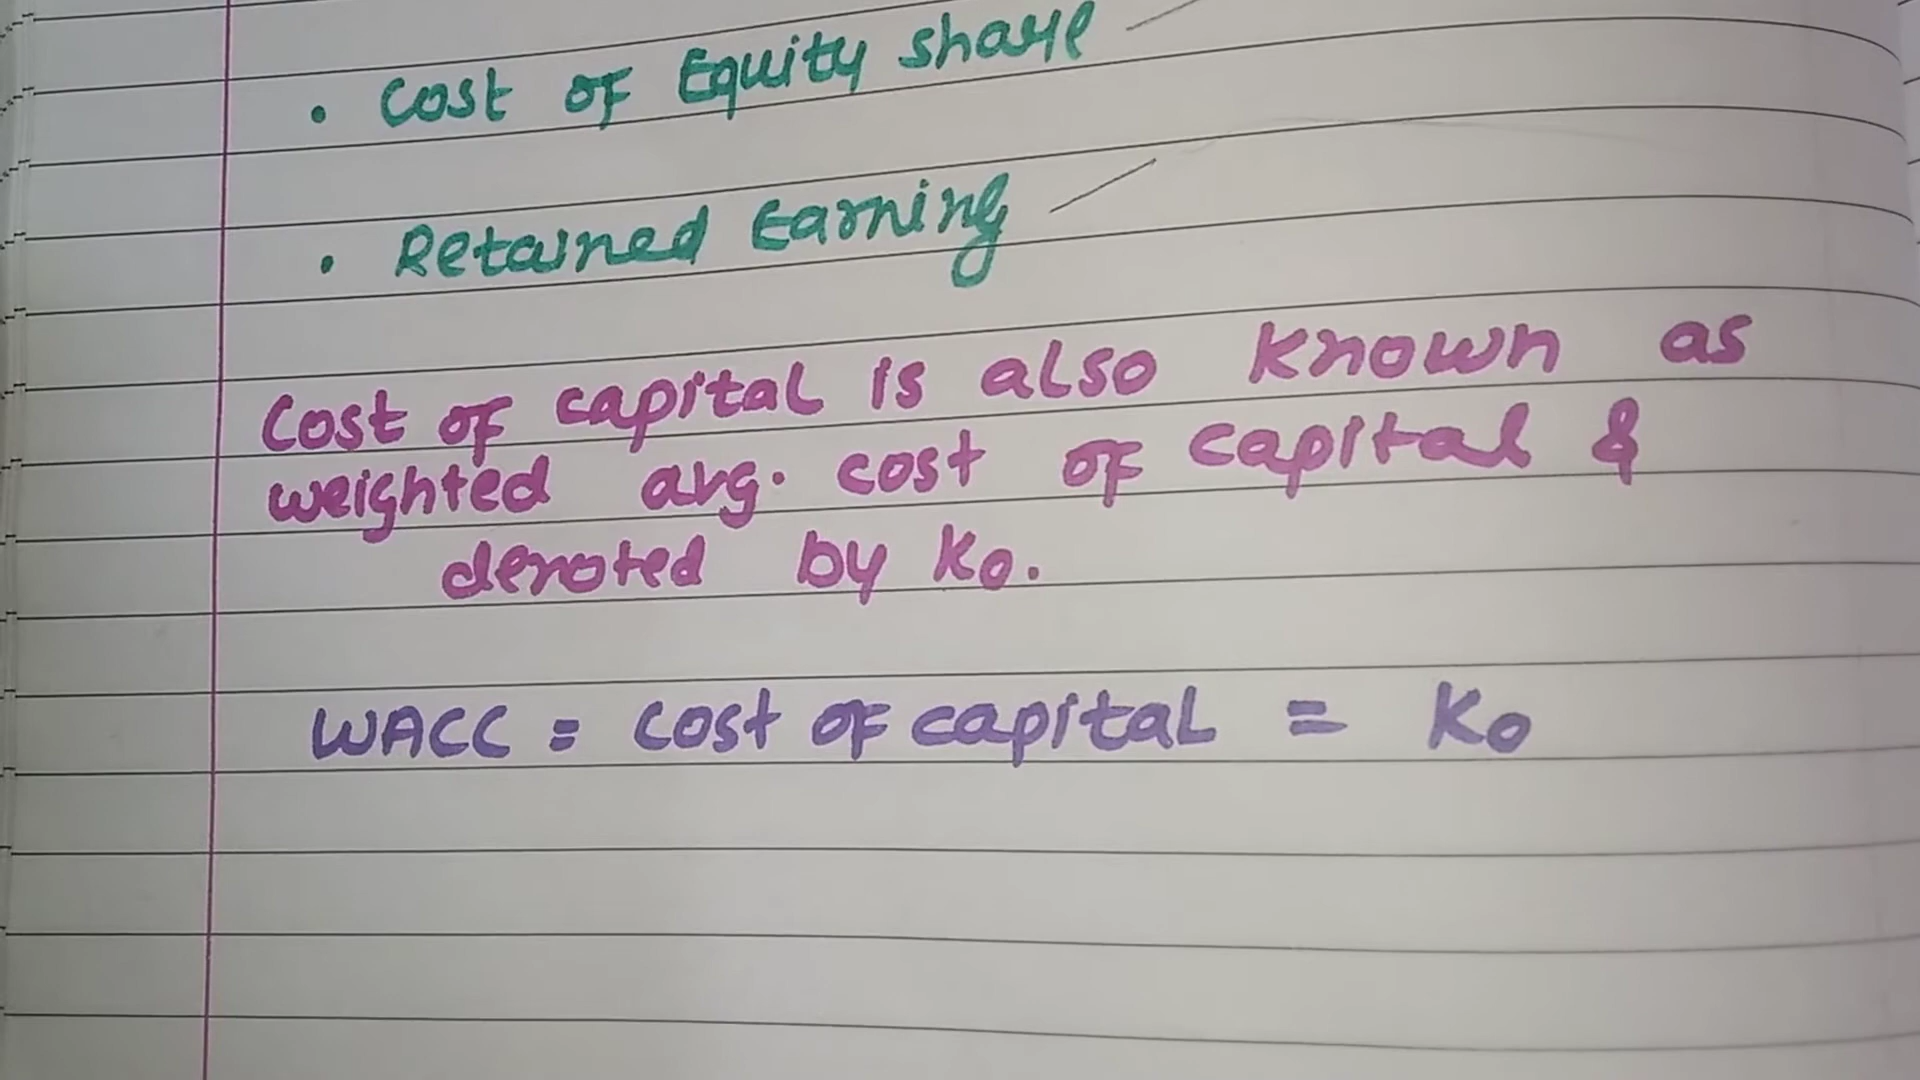 • Cost of Equity share
• Retained Earning
Cost of capital is also known as
weighted avg. cost of capital &
denoted by Ko.
WACC = Cost of capital = Ko